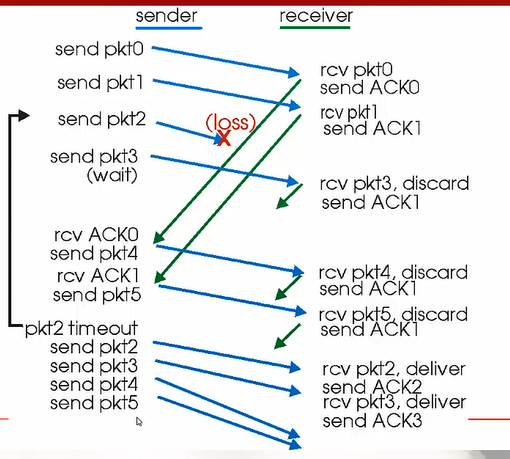 sender receiver
send pkt0
send pkt1
send pkt2
send pkt3
(wait)
(loss)
X
rcv ACK0
send pkt4
rcv ACK1
send pkt5
pkt2 timeout
send pkt2
send pkt3
send pkt4
send pkt5
rcv pkt0
send ACK0
rcv pkt1
send ACK1
rcv pkt3, discard
send ACK1
rcv pkt4, discard
send ACK1
rcv pkt5, discard
send ACK1
rcv pkt2, deliver
send ACK2
rcv pkt3, deliver
send ACK3